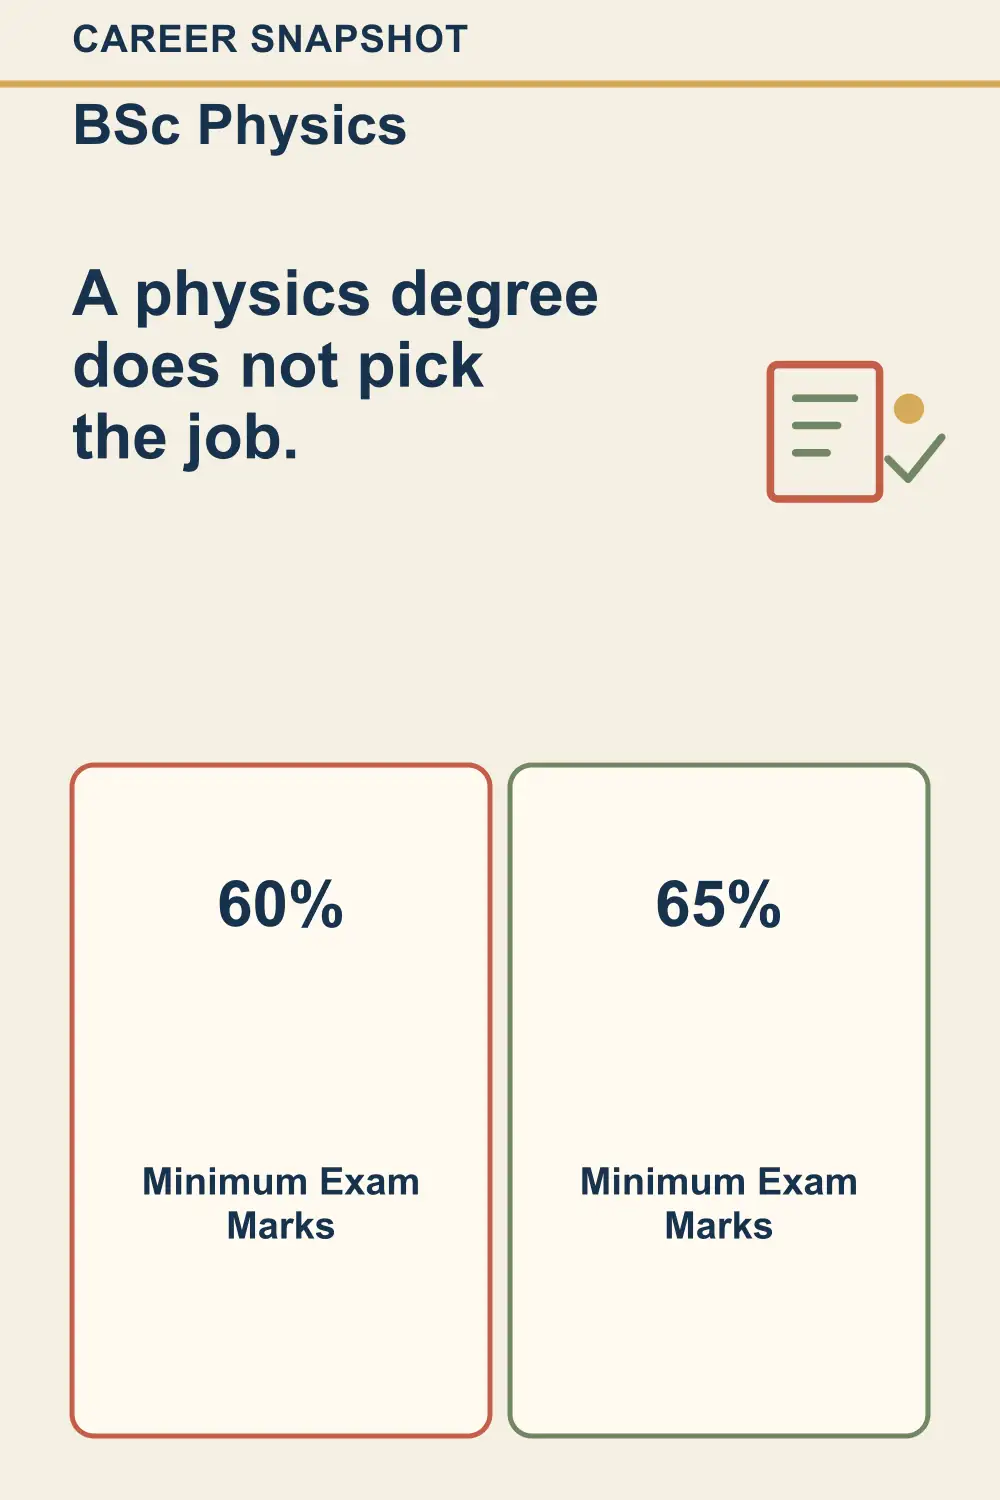 CAREER SNAPSHOT
BSc Physics
A physics degree
does not pick
the job.
60%
Minimum Exam
Marks
65%
Minimum Exam
Marks